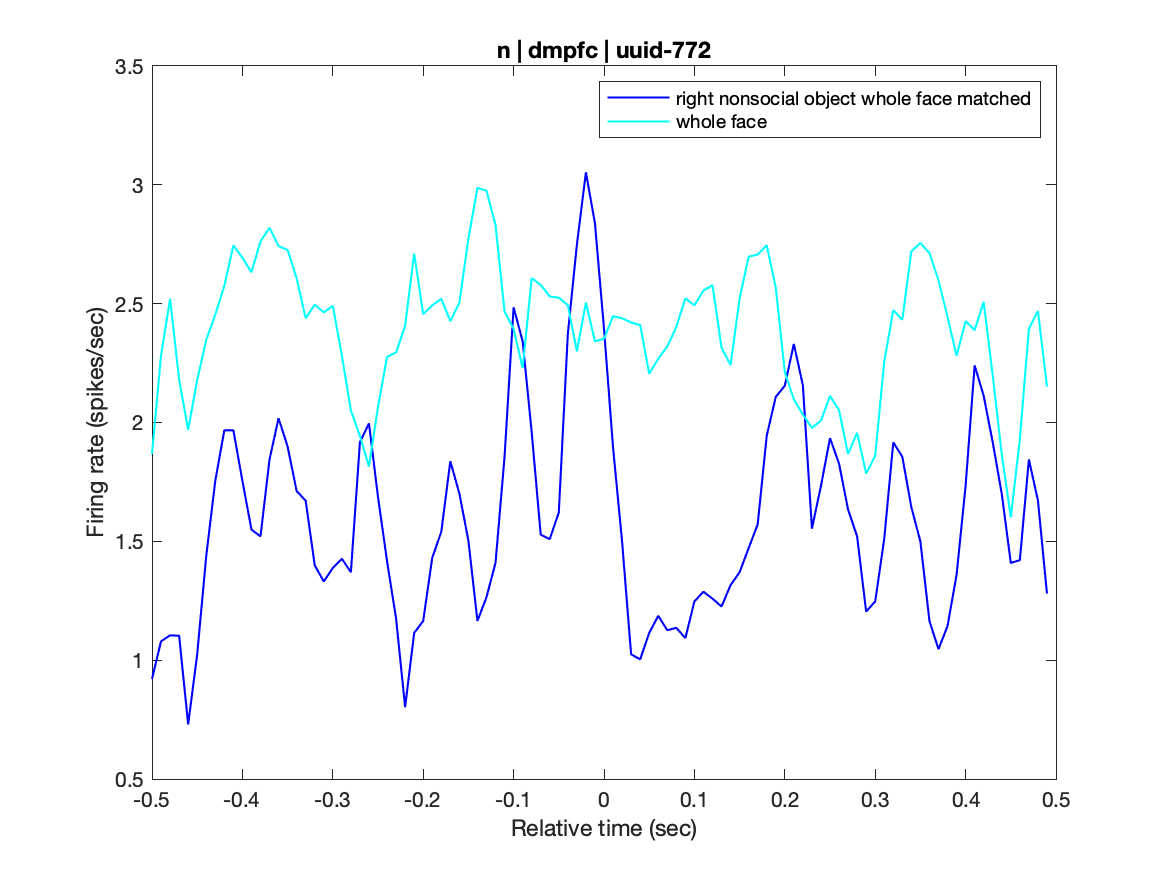 n | dmpfc | uuid-772
3.5
3
2.5
2
1.5
1
0.5
Firing rate (spikes/sec)
right nonsocial object whole face matched
whole face
-0.5 -0.4 -0.3 -0.2 -0.1 0 0.1 0.2 0.3 0.4 0.5
Relative time (sec)